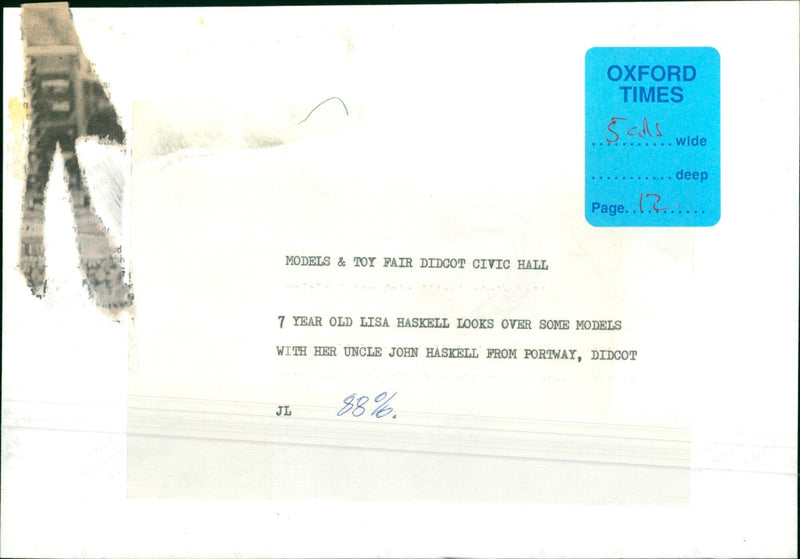 OXFORD
TIMES
5 cols wide
deep
Page 12
MODELS & TOY FAIR DIDCOT CIVIC HALL
7 YEAR OLD LISA HASKELL LOOKS OVER SOME MODELS
WITH HER UNCLE JOHN HASKELL FROM PORTWAY, DIDCOT
JL 88%.